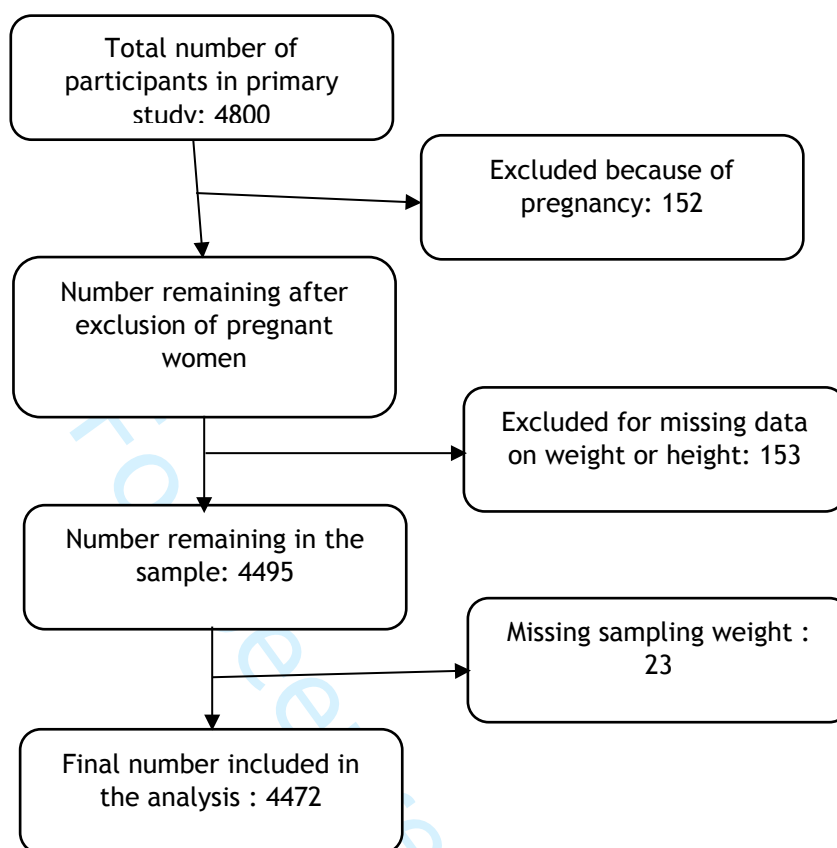 Total number of
participants in primary
study: 4800
Excluded because of
pregnancy: 152
Number remaining after
exclusion of pregnant
women
Excluded for missing data
on weight or height: 153
Number remaining in the
sample: 4495
Missing sampling weight :
23
Final number included in
the analysis : 4472